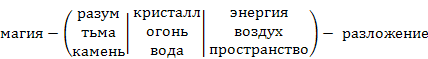 магия – (разум | кристалл | энергия
тьма | огонь | воздух
камень | вода | пространство) – разложение